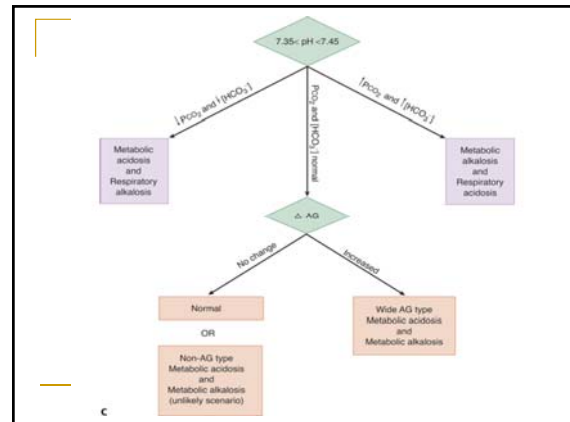 7.35< pH <7.45
↓PCO₂ and ↓[HCO₃⁻]
PCO₂ and [HCO₃⁻] normal
↑PCO₂ and ↑[HCO₃⁻]
Metabolic
acidosis
and
Respiratory
alkalosis
Metabolic
alkalosis
and
Respiratory
acidosis
△ AG
No change
Increased
Normal
OR
Non-AG type
Metabolic acidosis
and
Metabolic alkalosis
(unlikely scenario)
Wide AG type
Metabolic acidosis
and
Metabolic alkalosis
C